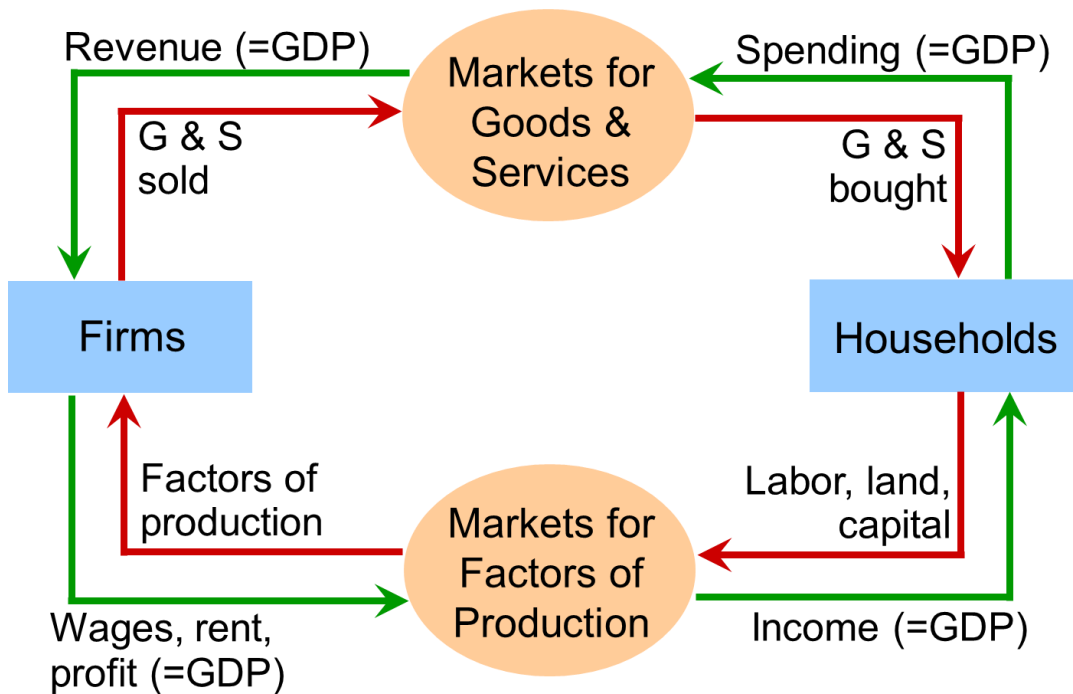 Revenue (=GDP)
Markets for
Goods &
Services
Spending (=GDP)
G & S
sold
G & S
bought
Firms
Households
Factors of
production
Markets for
Factors of
Production
Labor, land,
capital
Wages, rent,
profit (=GDP)
Income (=GDP)